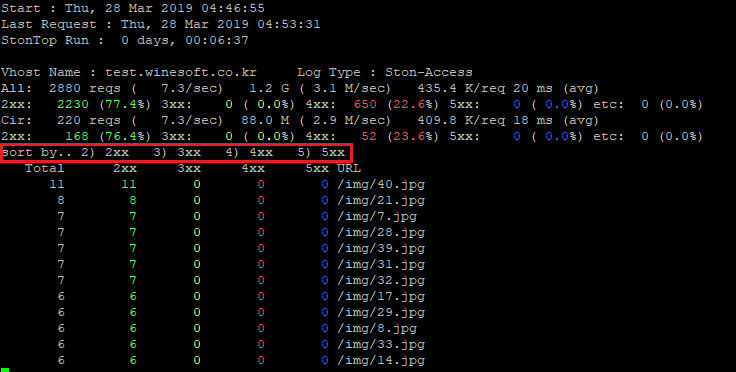 Start : Thu, 28 Mar 2019 04:46:55
Last Request : Thu, 28 Mar 2019 04:53:31
StonTop Run :  0 days, 00:06:37
Vhost Name : test.winesoft.co.kr     Log Type : Ston-Access
All:  2880 reqs (   7.3/sec)   1.2 G ( 3.1 M/sec)   435.4 K/req 20 ms (avg)
2xx:   2230 (77.4%) 3xx:    0 ( 0.0%) 4xx:  650 (22.6%) 5xx:    0 ( 0.0%) etc:  0 (0.0%)
Cir:   220 reqs (   7.3/sec)  88.0 M ( 2.9 M/sec)   409.8 K/req 18 ms (avg)
2xx:    168 (76.4%) 3xx:    0 ( 0.0%) 4xx:   52 (23.6%) 5xx:    0 ( 0.0%) etc:  0 (0.0%)
sort by.. 2) 2xx   3) 3xx   4) 4xx   5) 5xx
Total      2xx     3xx     4xx     5xx URL
11       11       0       0       0 /img/40.jpg
8        8       0       0       0 /img/21.jpg
7        7       0       0       0 /img/7.jpg
7        7       0       0       0 /img/28.jpg
7        7       0       0       0 /img/39.jpg
7        7       0       0       0 /img/31.jpg
7        7       0       0       0 /img/32.jpg
6        6       0       0       0 /img/17.jpg
6        6       0       0       0 /img/29.jpg
6        6       0       0       0 /img/8.jpg
6        6       0       0       0 /img/33.jpg
6        6       0       0       0 /img/14.jpg